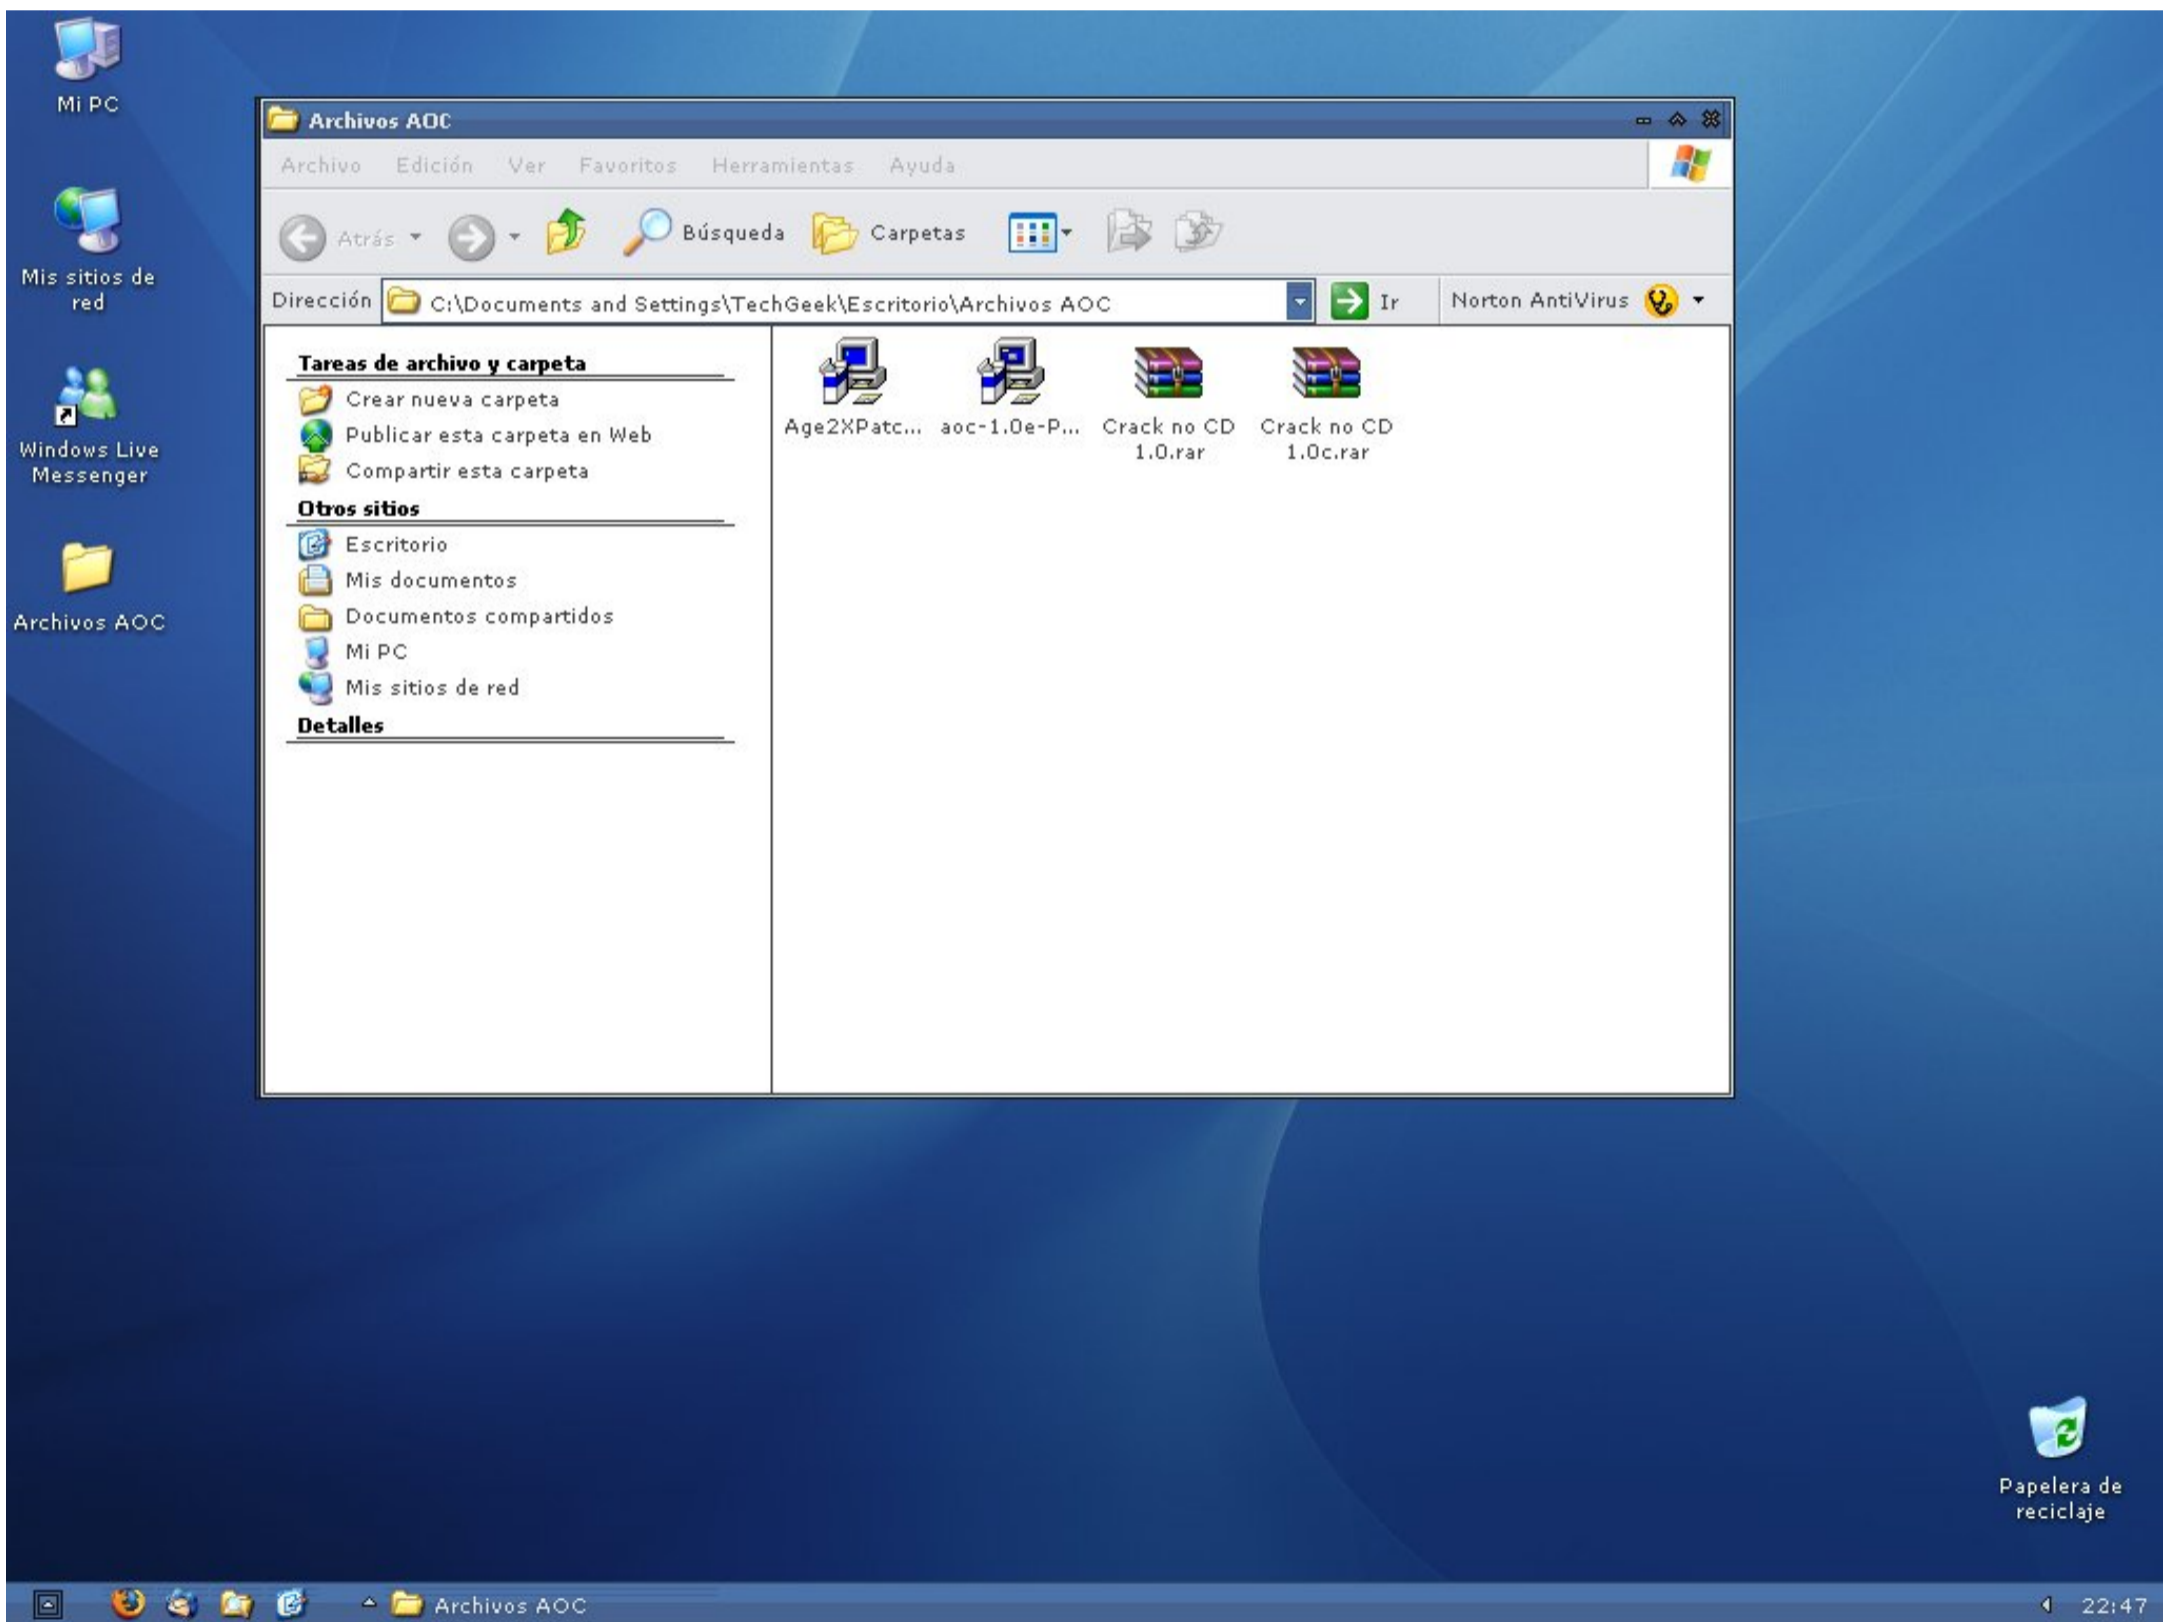 Mi PC
Mis sitios de
red
Windows Live
Messenger
Archivos AOC
Archivos AOC
Archivo Edición Ver Favoritos Herramientas Ayuda
Atrás Búsqueda Carpetas
Dirección C:\Documents and Settings\TechGeek\Escritorio\Archivos AOC Ir Norton AntiVirus
Tareas de archivo y carpeta
Crear nueva carpeta
Publicar esta carpeta en Web
Compartir esta carpeta
Otros sitios
Escritorio
Mis documentos
Documentos compartidos
Mi PC
Mis sitios de red
Detalles
Age2XPatc... aoc-1.0e-P... Crack no CD Crack no CD
1.0.rar 1.0c.rar
Papelera de
reciclaje
Archivos AOC 22:47